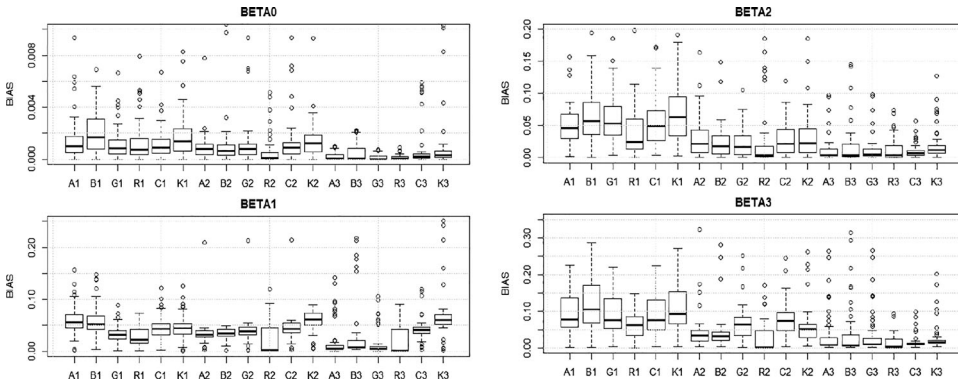 BETA0
BIAS
0.008
0.004
0.000
A1 B1 G1 R1 C1 K1 A2 B2 G2 R2 C2 K2 A3 B3 G3 R3 C3 K3
BETA2
BIAS
0.20
0.15
0.10
0.05
0.00
A1 B1 G1 R1 C1 K1 A2 B2 G2 R2 C2 K2 A3 B3 G3 R3 C3 K3
BETA1
BIAS
0.20
0.10
0.00
A1 B1 G1 R1 C1 K1 A2 B2 G2 R2 C2 K2 A3 B3 G3 R3 C3 K3
BETA3
BIAS
0.30
0.20
0.10
0.00
A1 B1 G1 R1 C1 K1 A2 B2 G2 R2 C2 K2 A3 B3 G3 R3 C3 K3